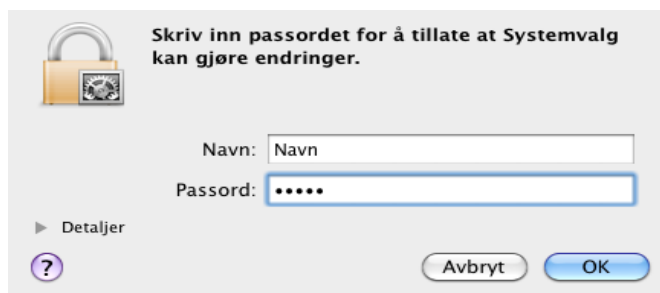 Skriv inn passordet for å tillate at Systemvalg
kan gjøre endringer.
Navn: Navn
Passord: •••••
Detaljer
? Avbryt OK